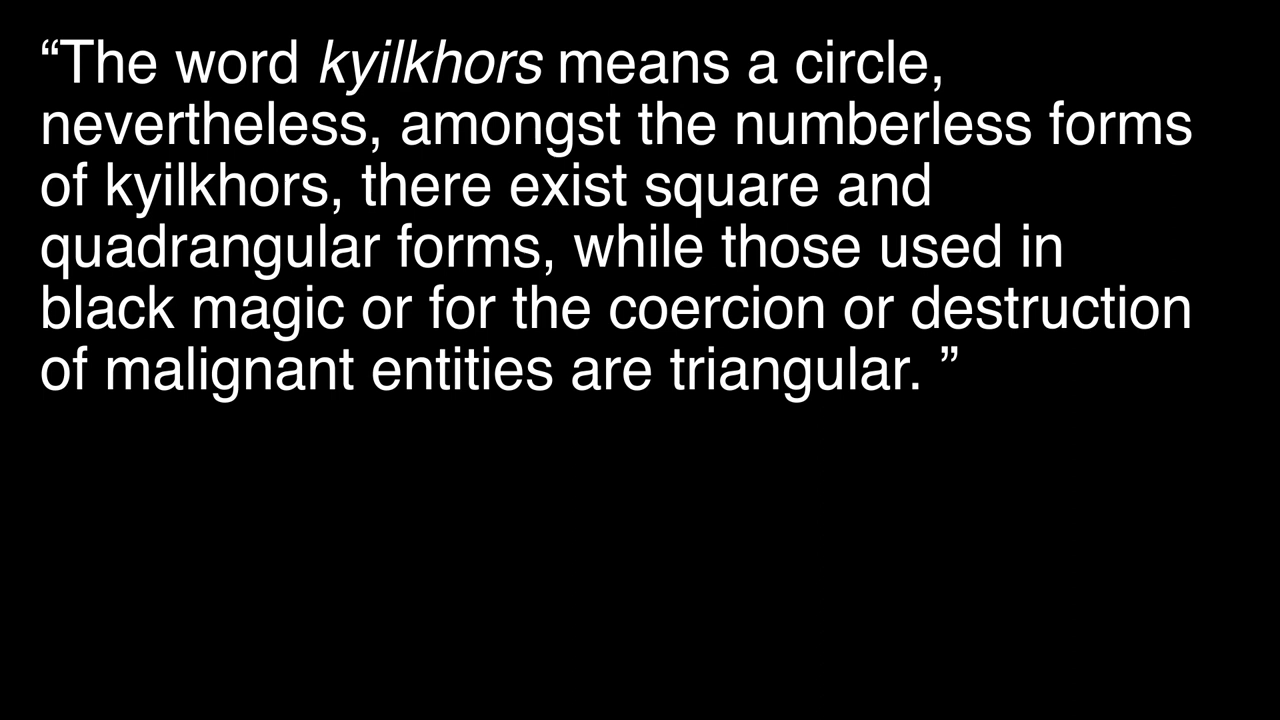 “The word kyilkhors means a circle,
nevertheless, amongst the numberless forms
of kyilkhors, there exist square and
quadrangular forms, while those used in
black magic or for the coercion or destruction
of malignant entities are triangular. ”